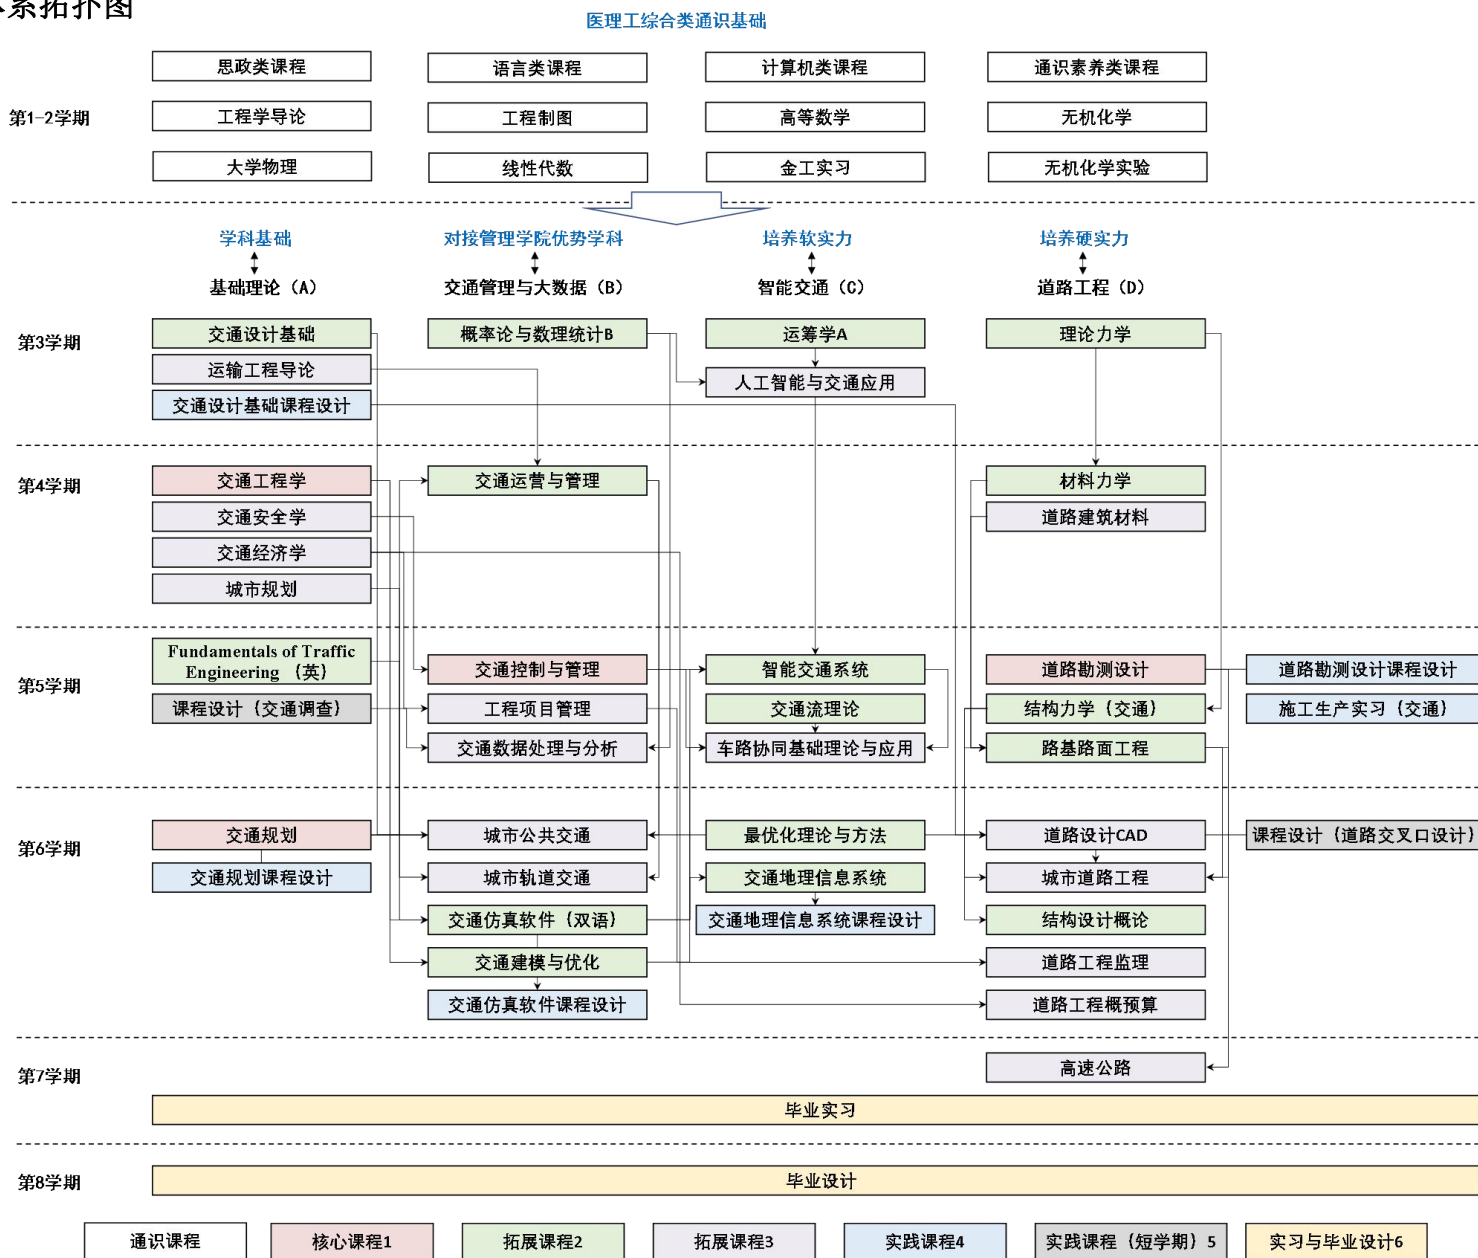 系拓扑图
医理工综合类通识基础
思政类课程
语言类课程
计算机类课程
通识素养类课程
第1-2学期
工程学导论
工程制图
高等数学
无机化学
大学物理
线性代数
金工实习
无机化学实验
学科基础
对接管理学院优势学科
培养软实力
培养硬实力
基础理论（A）
交通管理与大数据（B）
智能交通（C）
道路工程（D）
第3学期
交通设计基础
概率论与数理统计B
运筹学A
理论力学
运输工程导论
人工智能与交通应用
交通设计基础课程设计
第4学期
交通工程学
交通运营与管理
材料力学
交通安全学
道路建筑材料
交通经济学
城市规划
第5学期
Fundamentals of Traffic
Engineering （英）
交通控制与管理
智能交通系统
道路勘测设计
道路勘测设计课程设计
课程设计（交通调查）
工程项目管理
交通流理论
结构力学（交通）
施工生产实习（交通）
交通数据处理与分析
车路协同基础理论与应用
路基路面工程
第6学期
交通规划
城市公共交通
最优化理论与方法
道路设计CAD
课程设计（道路交叉口设计）
交通规划课程设计
城市轨道交通
交通地理信息系统
城市道路工程
交通仿真软件（双语）
交通地理信息系统课程设计
结构设计概论
交通建模与优化
道路工程监理
交通仿真软件课程设计
道路工程概预算
第7学期
高速公路
毕业实习
第8学期
毕业设计
通识课程
核心课程1
拓展课程2
拓展课程3
实践课程4
实践课程（短学期）5
实习与毕业设计6